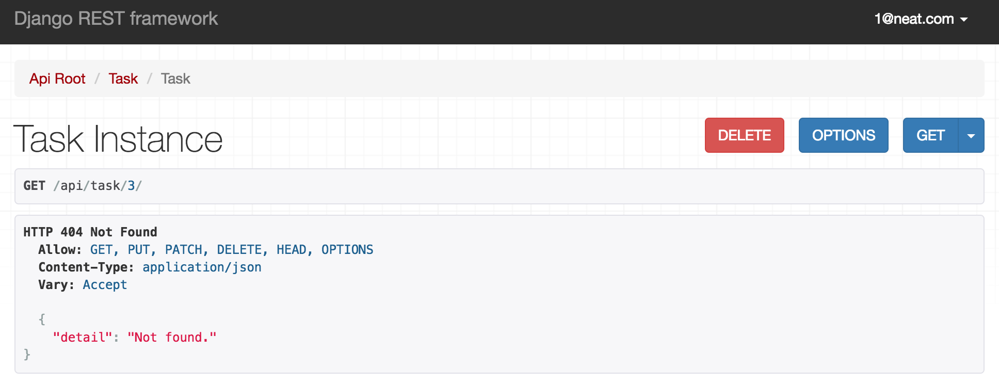 Django REST framework
1@neat.com
Api Root / Task / Task
Task Instance
DELETE
OPTIONS
GET
GET /api/task/3/
HTTP 404 Not Found
Allow: GET, PUT, PATCH, DELETE, HEAD, OPTIONS
Content-Type: application/json
Vary: Accept
{
"detail": "Not found."
}